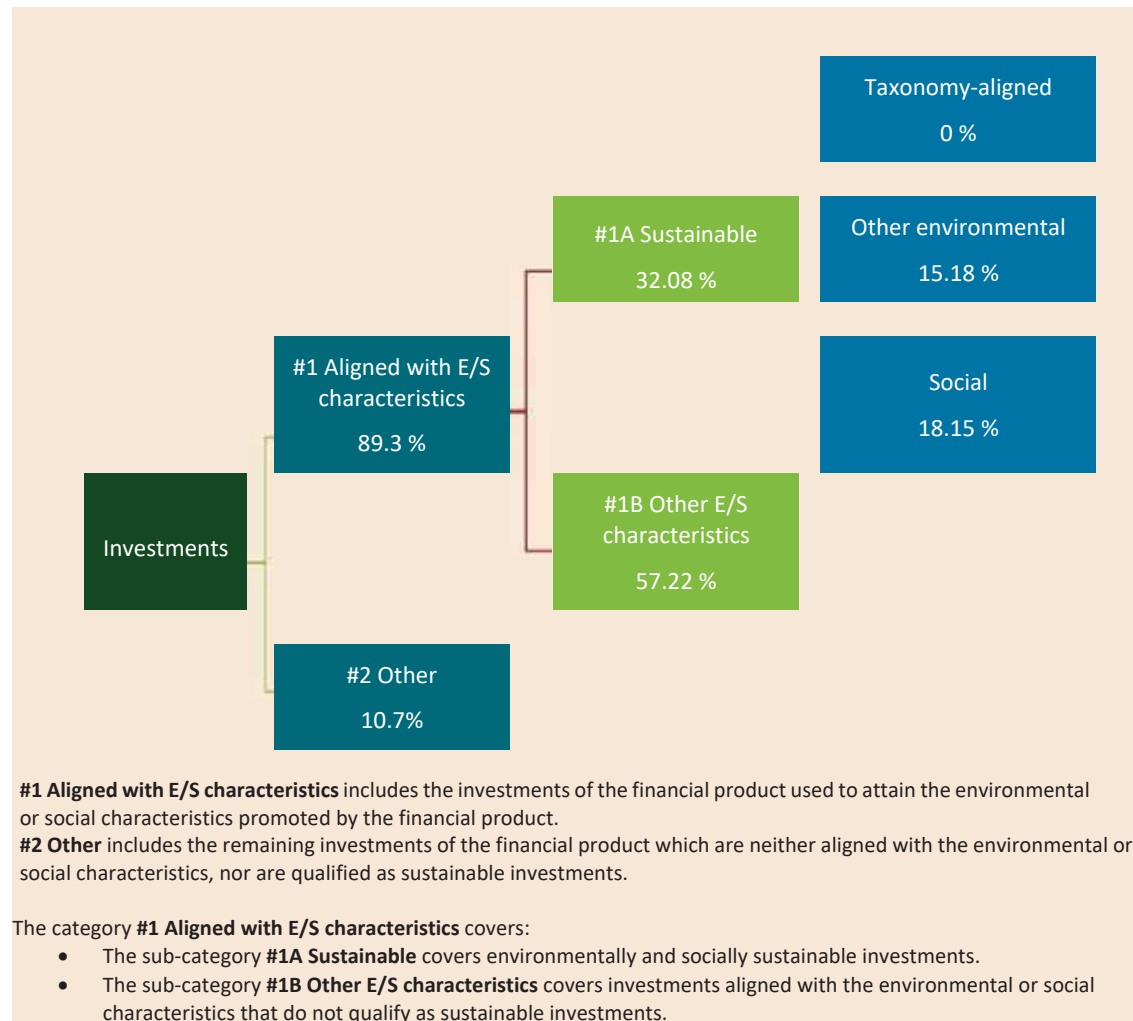 Taxonomy-aligned
0 %
#1A Sustainable
32.08 %
Other environmental
15.18 %
#1 Aligned with E/S
characteristics
89.3 %
Social
18.15 %
Investments
#1B Other E/S
characteristics
57.22 %
#2 Other
10.7%
#1 Aligned with E/S characteristics includes the investments of the financial product used to attain the environmental
or social characteristics promoted by the financial product.
#2 Other includes the remaining investments of the financial product which are neither aligned with the environmental or
social characteristics, nor are qualified as sustainable investments.
The category #1 Aligned with E/S characteristics covers:
• The sub-category #1A Sustainable covers environmentally and socially sustainable investments.
• The sub-category #1B Other E/S characteristics covers investments aligned with the environmental or social
characteristics that do not qualify as sustainable investments.